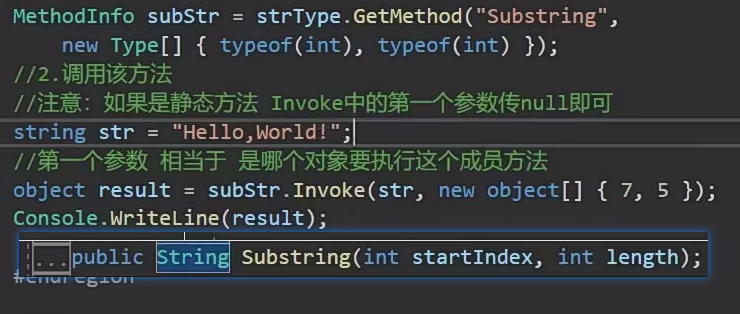 MethodInfo subStr = strType.GetMethod("Substring",
new Type[] { typeof(int), typeof(int) });
//2.调用该方法
//注意：如果是静态方法 Invoke中的第一个参数传null即可
string str = "Hello,World!";
//第一个参数 相当于 是哪个对象要执行这个成员方法
object result = subStr.Invoke(str, new object[] { 7, 5 });
Console.WriteLine(result);
...public String Substring(int startIndex, int length);
#endregion